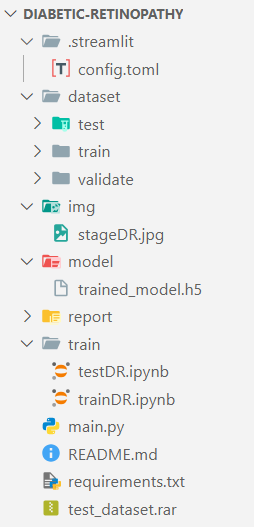 DIABETIC-RETINOPATHY
.streamlit
config.toml
dataset
test
train
validate
img
stageDR.jpg
model
trained_model.h5
report
train
testDR.ipynb
trainDR.ipynb
main.py
README.md
requirements.txt
test_dataset.rar